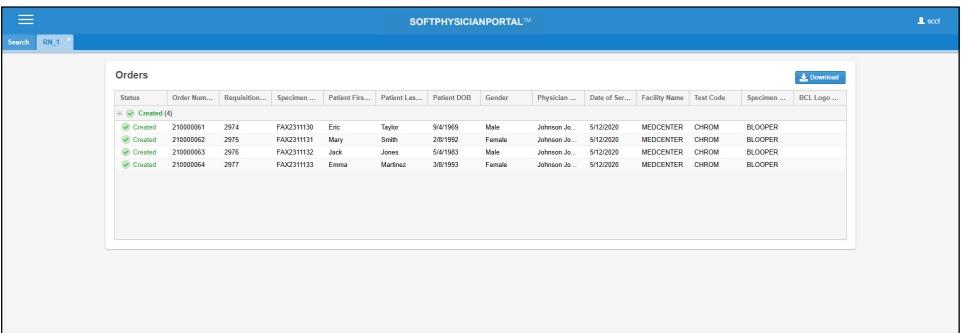 SOFTPHYSICIANPORTAL™
scct
Search RN_1 ×
Orders
Download
Status Order Num... Requisition... Specimen ... Patient Firs... Patient Las... Patient DOB Gender Physician ... Date of Ser... Facility Name Test Code Specimen ... BCL Logo ...
Created (4)
Created 210000061 2974 FAX2311130 Eric Taylor 9/4/1969 Male Johnson Jo... 5/12/2020 MEDCENTER CHROM BLOOPER
Created 210000062 2975 FAX2311131 Mary Smith 2/8/1992 Female Johnson Jo... 5/12/2020 MEDCENTER CHROM BLOOPER
Created 210000063 2976 FAX2311132 Jack Jones 5/4/1983 Male Johnson Jo... 5/12/2020 MEDCENTER CHROM BLOOPER
Created 210000064 2977 FAX2311133 Emma Martinez 3/8/1993 Female Johnson Jo... 5/12/2020 MEDCENTER CHROM BLOOPER